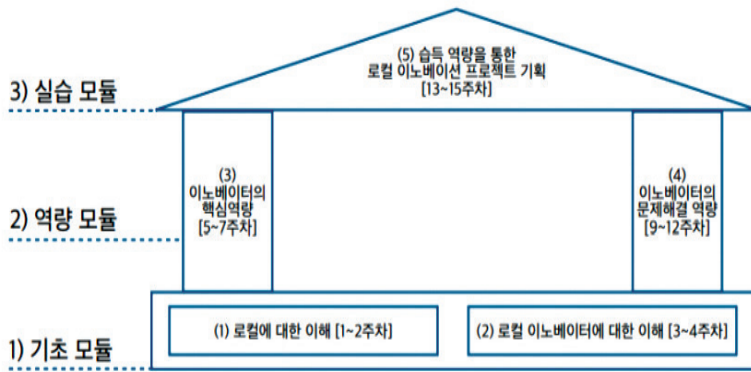 (5) 습득 역량을 통한
로컬 이노베이션 프로젝트 기획
[13~15주차]
3) 실습 모듈
(3)
이노베이터의
핵심역량
[5~7주차]
(4)
이노베이터의
문제해결 역량
[9~12주차]
2) 역량 모듈
(1) 로컬에 대한 이해 [1~2주차]
(2) 로컬 이노베이터에 대한 이해 [3~4주차]
1) 기초 모듈